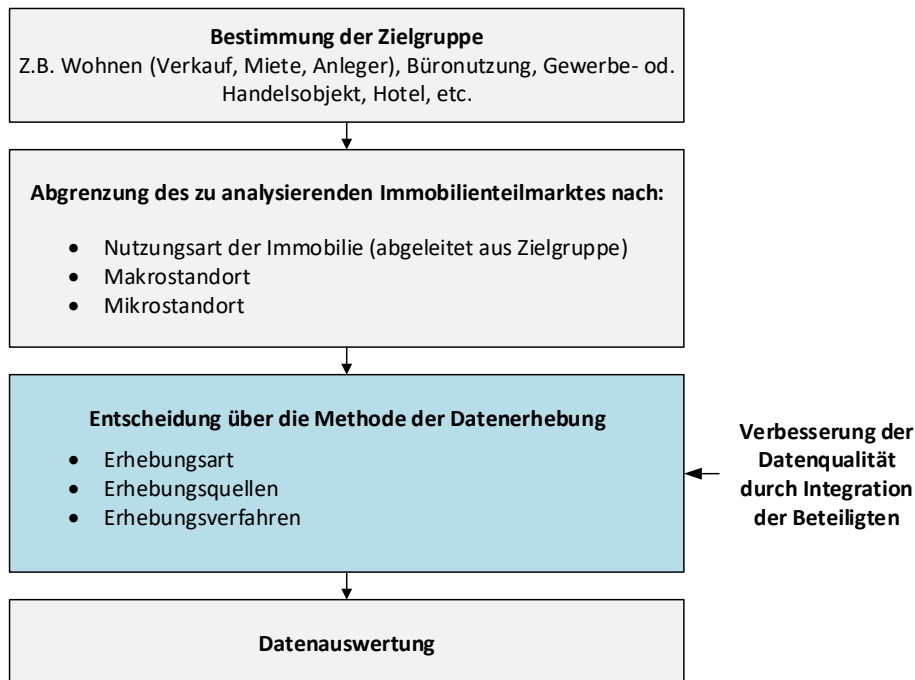 Bestimmung der Zielgruppe
Z.B. Wohnen (Verkauf, Miete, Anleger), Büronutzung, Gewerbe- od.
Handelsobjekt, Hotel, etc.
Abgrenzung des zu analysierenden Immobilienteilmarktes nach:
• Nutzungsart der Immobilie (abgeleitet aus Zielgruppe)
• Makrostandort
• Mikrostandort
Entscheidung über die Methode der Datenerhebung
• Erhebungsart
• Erhebungsquellen
• Erhebungsverfahren
Verbesserung der
Datenqualität
durch Integration
der Beteiligten
Datenauswertung